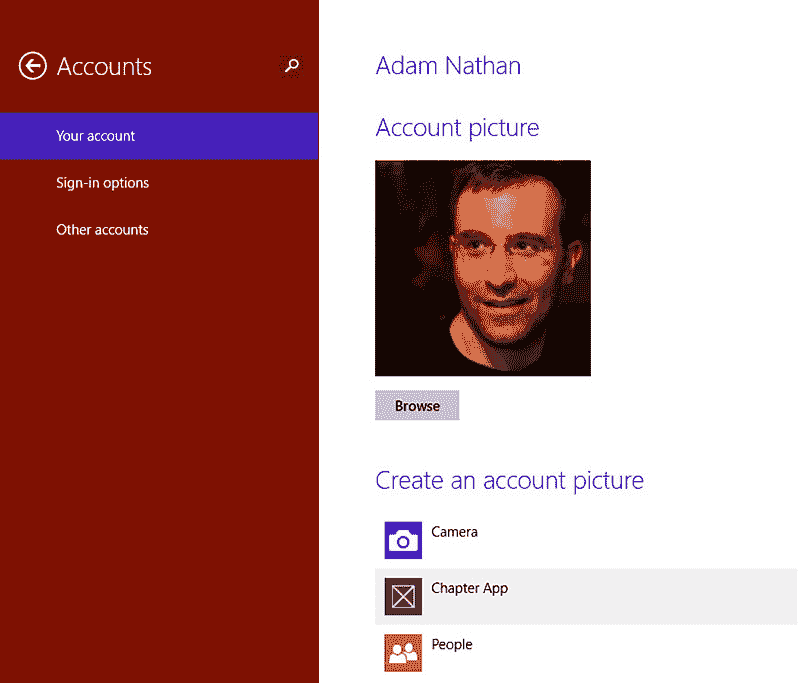 Accounts
Your account
Sign-in options
Other accounts
Adam Nathan
Account picture
Browse
Create an account picture
Camera
Chapter App
People